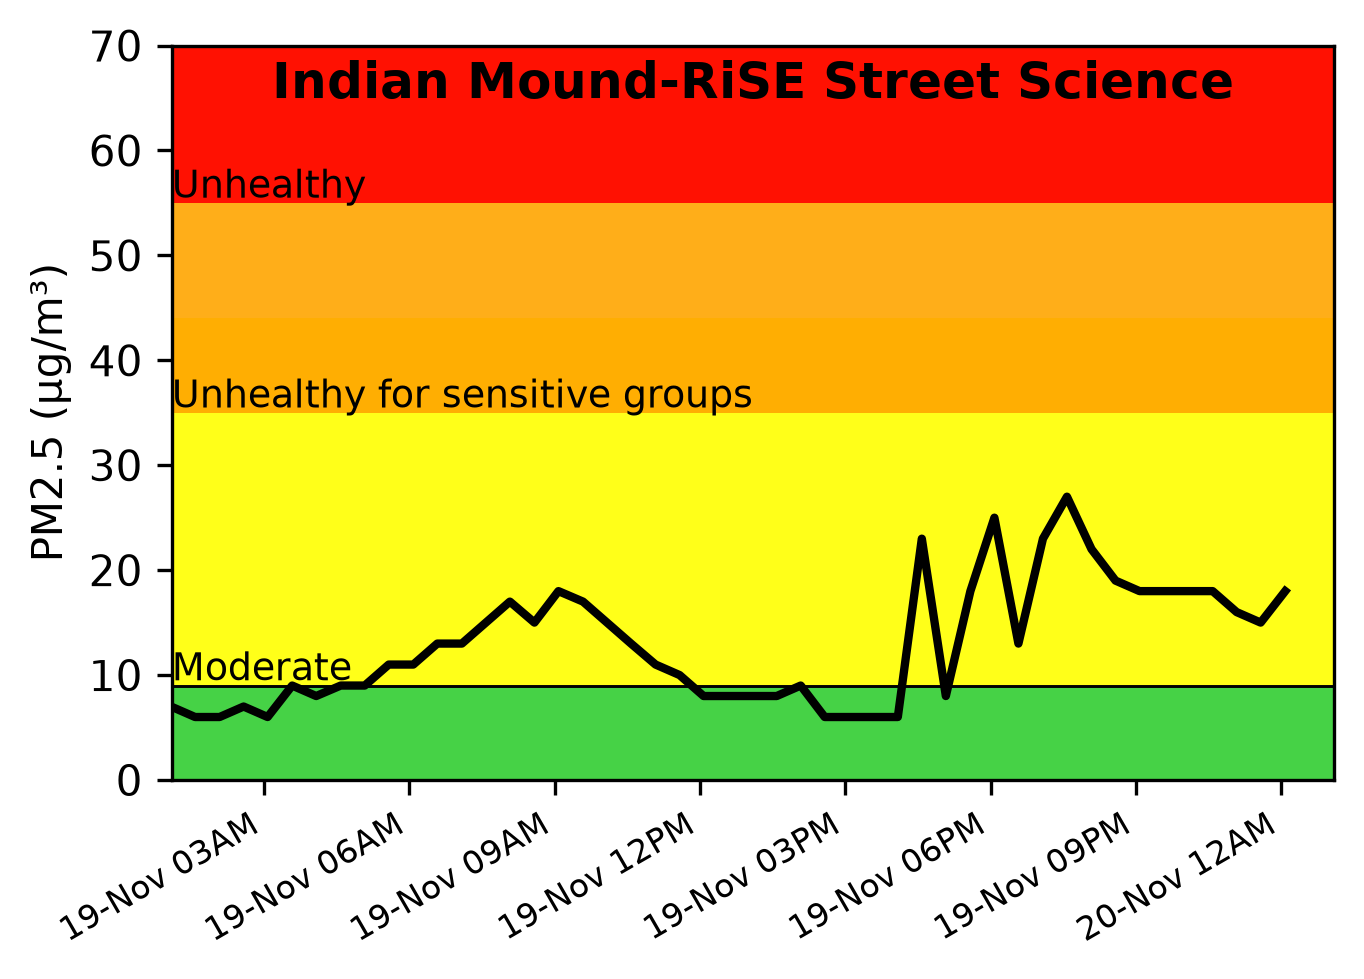 Indian Mound-RiSE Street Science
70
60
50
40
30
20
10
0
PM2.5 (µg/m³)
Unhealthy
Unhealthy for sensitive groups
Moderate
19-Nov 03AM
19-Nov 06AM
19-Nov 09AM
19-Nov 12PM
19-Nov 03PM
19-Nov 06PM
19-Nov 09PM
20-Nov 12AM